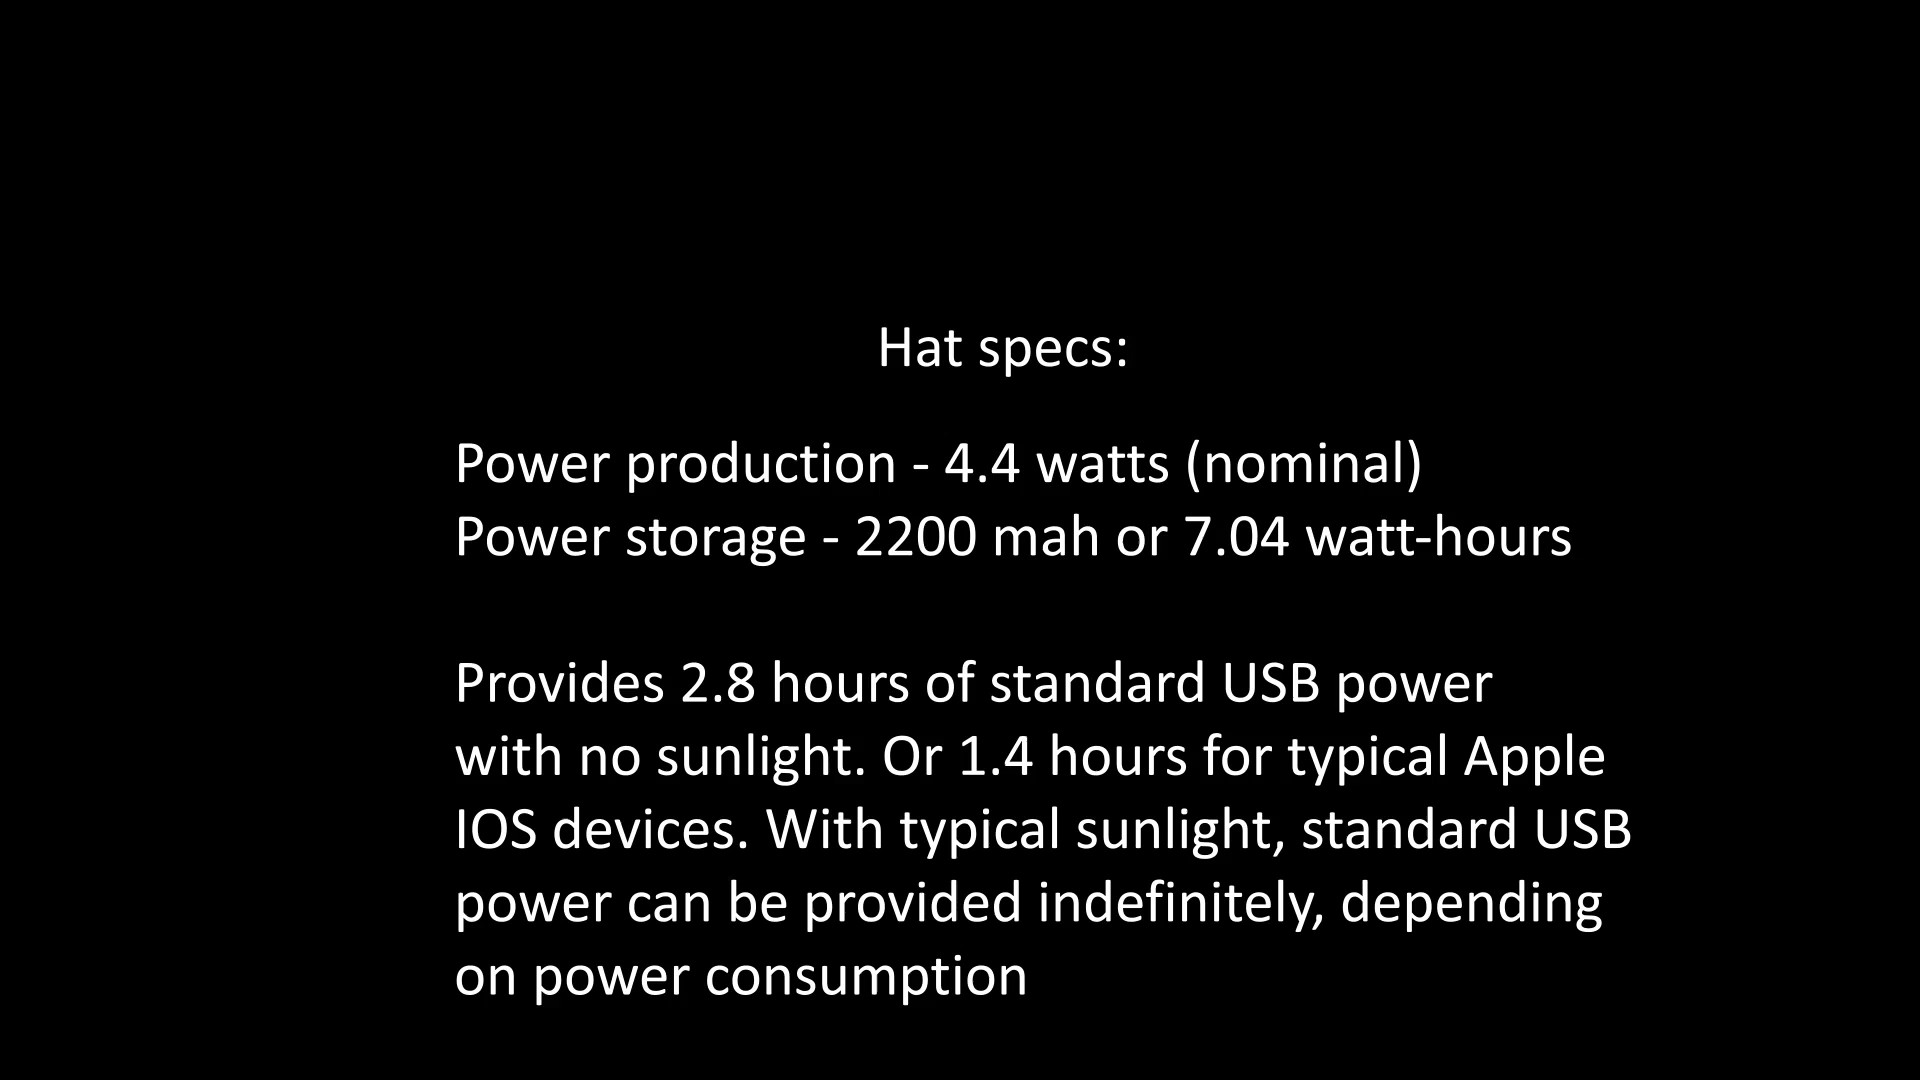 Hat specs:
Power production - 4.4 watts (nominal)
Power storage - 2200 mah or 7.04 watt-hours
Provides 2.8 hours of standard USB power
with no sunlight. Or 1.4 hours for typical Apple
IOS devices. With typical sunlight, standard USB
power can be provided indefinitely, depending
on power consumption